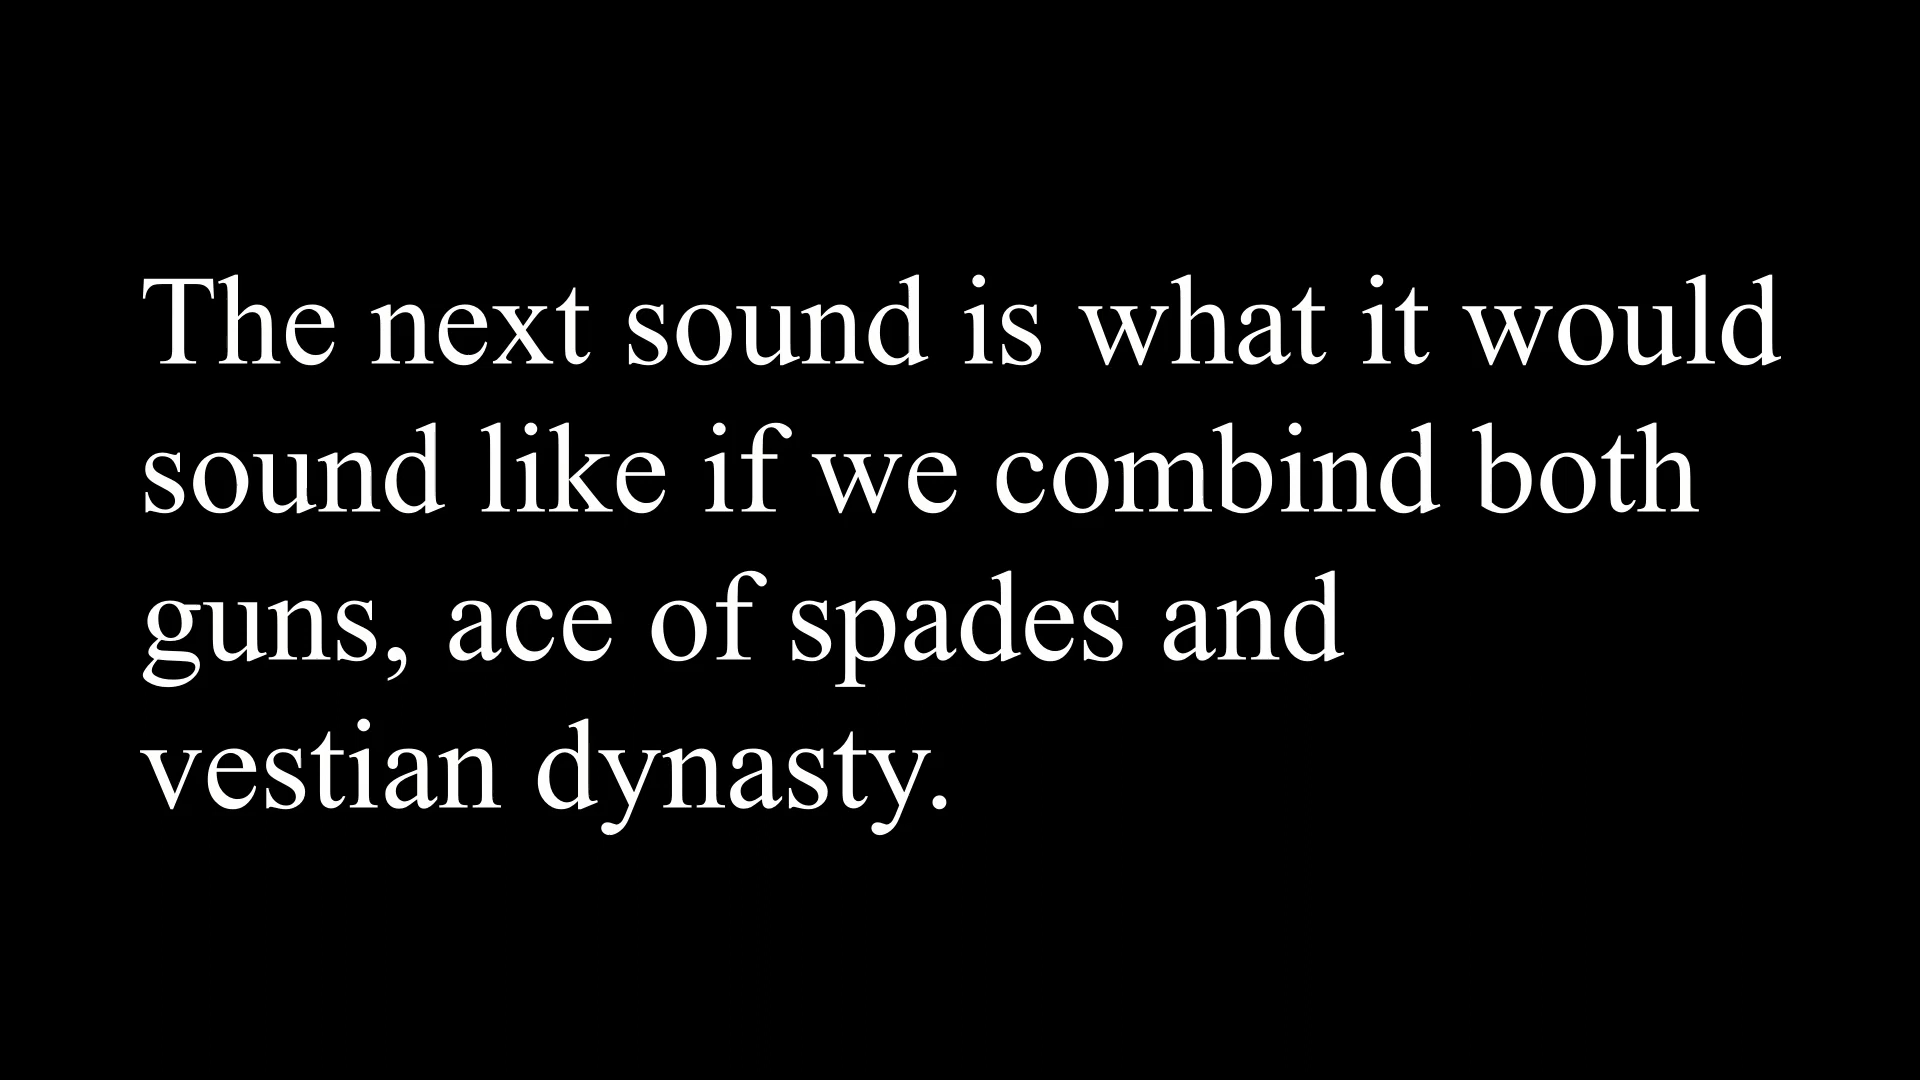 The next sound is what it would
sound like if we combind both
guns, ace of spades and
vestian dynasty.